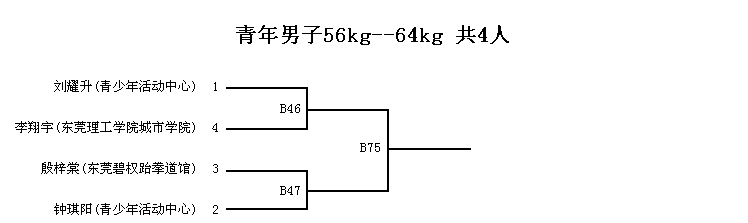 青年男子56kg--64kg 共4人
刘耀升(青少年活动中心) 1
B46
李翔宇(东莞理工学院城市学院) 4
B75
殷梓棠(东莞碧权跆拳道馆) 3
B47
钟琪阳(青少年活动中心) 2